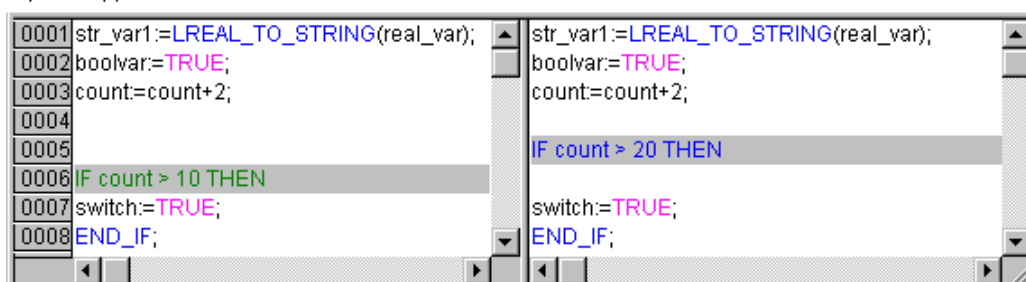 0001 str_var1:=LREAL_TO_STRING(real_var);
0002 boolvar:=TRUE;
0003 count:=count+2;
0004
0005
0006 IF count > 10 THEN
0007 switch:=TRUE;
0008 END_IF;
str_var1:=LREAL_TO_STRING(real_var);
boolvar:=TRUE;
count:=count+2;
IF count > 20 THEN
switch:=TRUE;
END_IF;